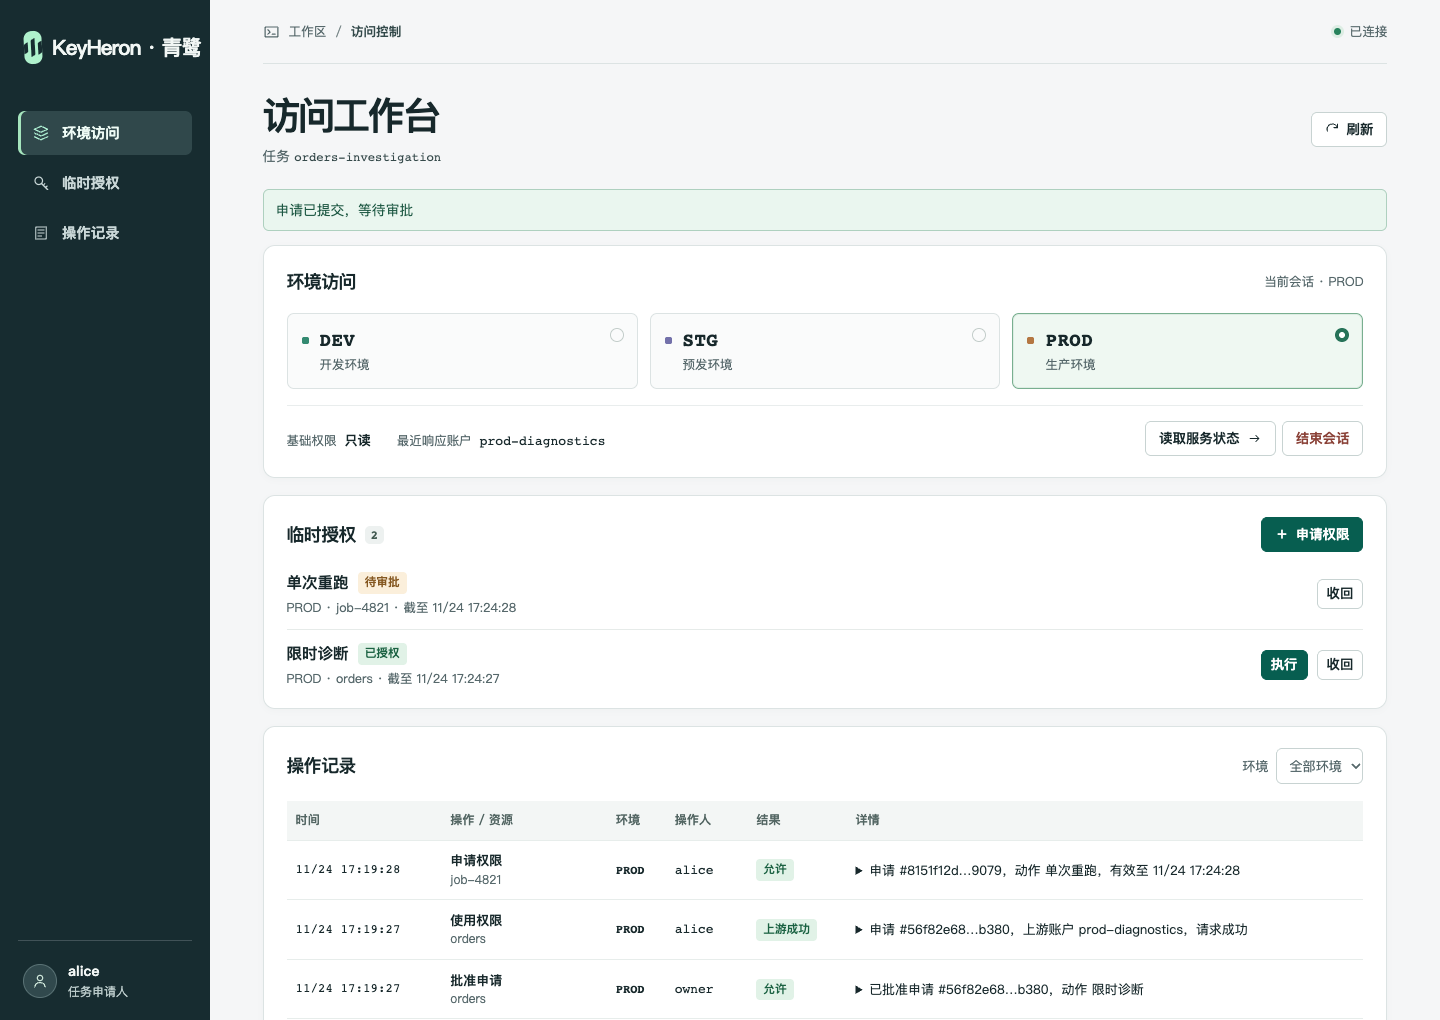 KeyHeron · 青鹭
环境访问
临时授权
操作记录
alice
任务申请人
工作区 / 访问控制
已连接
访问工作台
任务 orders-investigation
刷新
申请已提交，等待审批
环境访问
当前会话 · PROD
DEV
开发环境
STG
预发环境
PROD
生产环境
基础权限 只读 最近响应账户 prod-diagnostics
读取服务状态 →
结束会话
临时授权 2
+ 申请权限
单次重跑 待审批
PROD · job-4821 · 截至 11/24 17:24:28
收回
限时诊断 已授权
PROD · orders · 截至 11/24 17:24:27
执行 收回
操作记录
环境 全部环境
时间 操作 / 资源 环境 操作人 结果 详情
11/24 17:19:28 申请权限 PROD alice 允许 ▶ 申请 #8151f12d…9079，动作 单次重跑，有效至 11/24 17:24:28
job-4821
11/24 17:19:27 使用权限 PROD alice 上游成功 ▶ 申请 #56f82e68…b380，上游账户 prod-diagnostics，请求成功
orders
11/24 17:19:27 批准申请 PROD owner 允许 ▶ 已批准申请 #56f82e68…b380，动作 限时诊断
orders